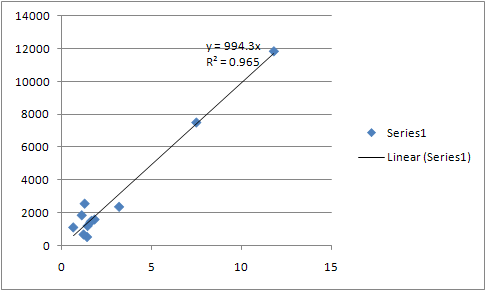 14000
12000
10000
8000
6000
4000
2000
0
0 5 10 15
y = 994.3x
R² = 0.965
Series1
Linear (Series1)